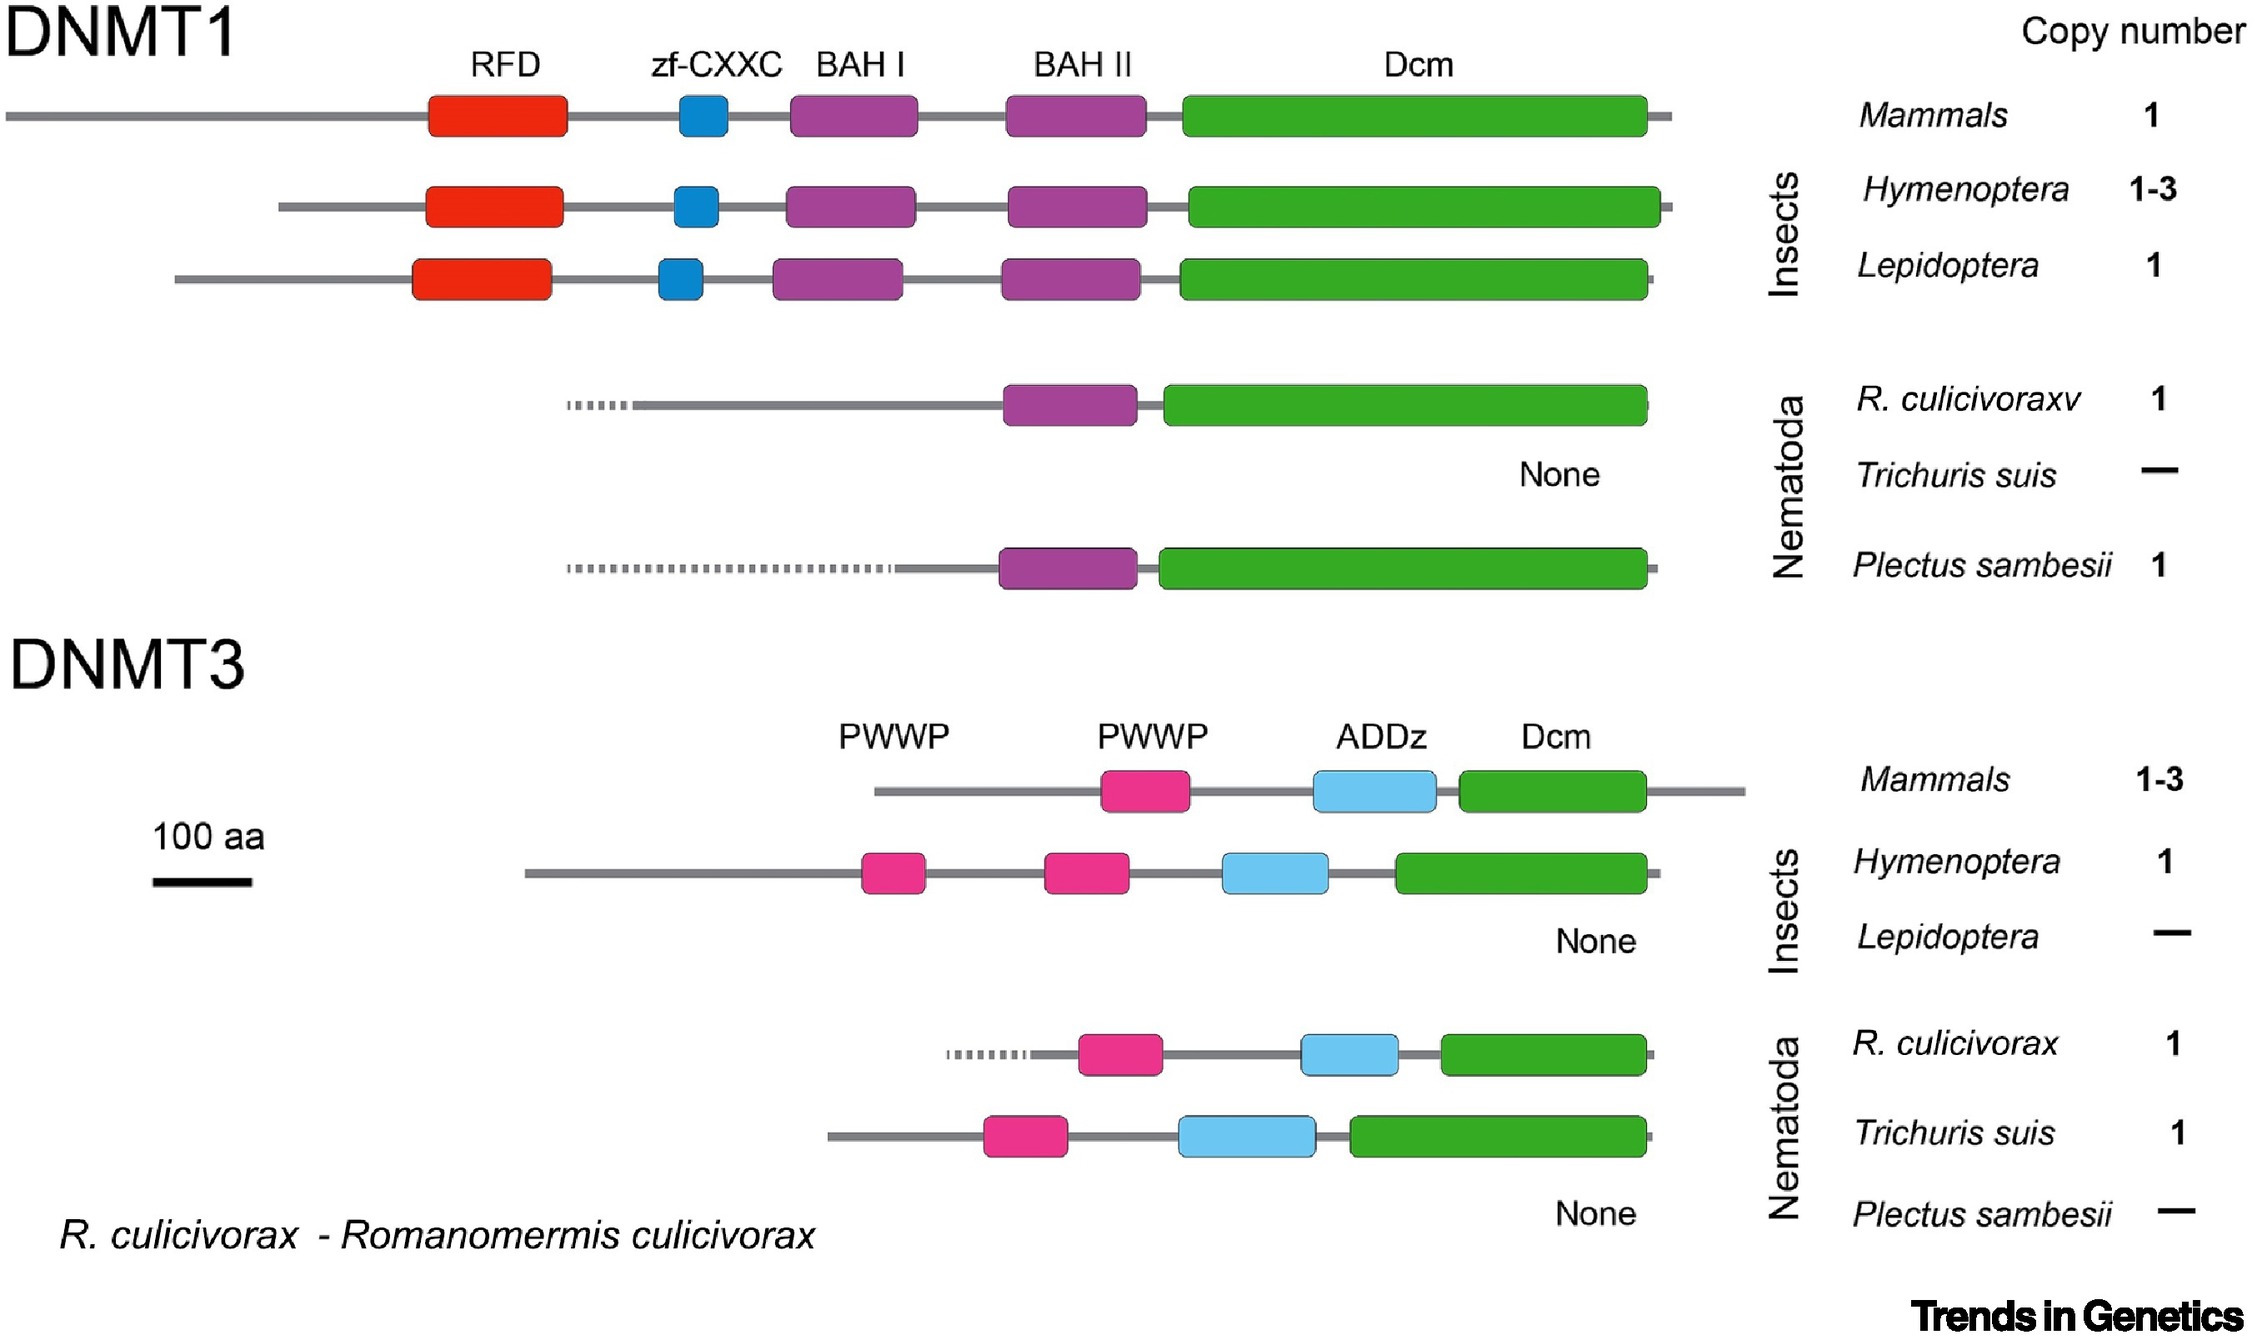 DNMT1
Copy number
RFD zf-CXXC BAH I BAH II Dcm
Mammals 1
Insects
Hymenoptera 1-3
Lepidoptera 1
Nematoda
R. culicivoraxv 1
None Trichuris suis —
Plectus sambesii 1
DNMT3
PWWP PWWP ADDz Dcm
Mammals 1-3
100 aa
Insects
Hymenoptera 1
None Lepidoptera —
Nematoda
R. culicivorax 1
Trichuris suis 1
None Plectus sambesii —
R. culicivorax - Romanomermis culicivorax
Trends in Genetics